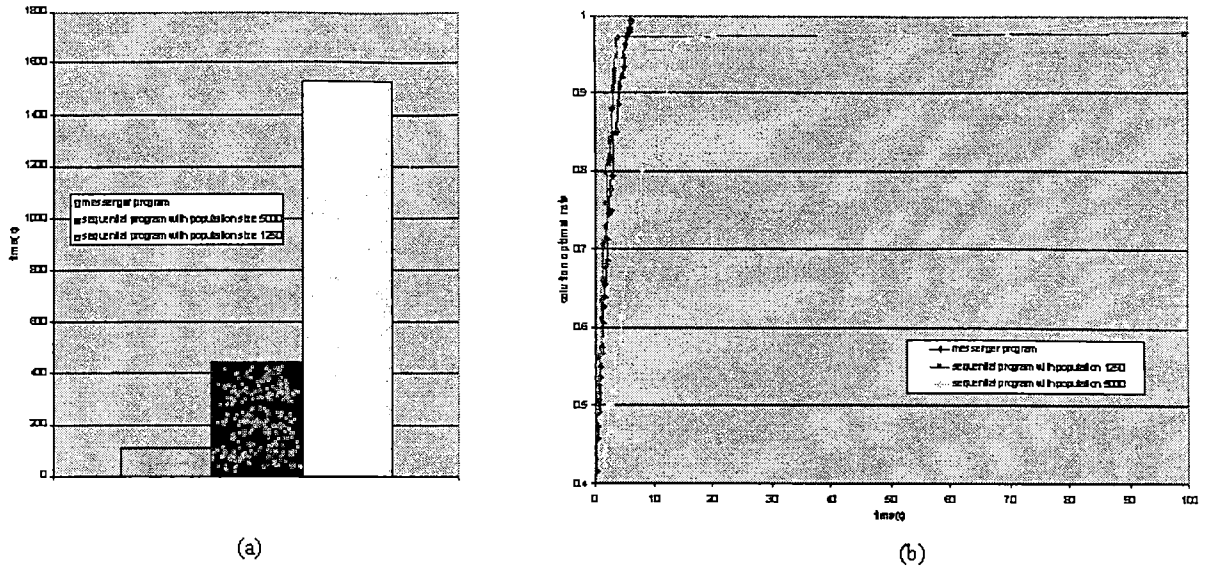 1800
1600
1400
1200
1000
800
600
400
200
0
time(s)
messenger program
sequential program with population size 5000
sequential program with population size 1250
(a)
1
0.9
0.8
0.7
0.6
0.5
0.4
0 10 20 30 40 50 60 70 80 90 100
solution optimal rate
time(s)
messenger program
sequential program with population 1250
sequential program with population 5000
(b)